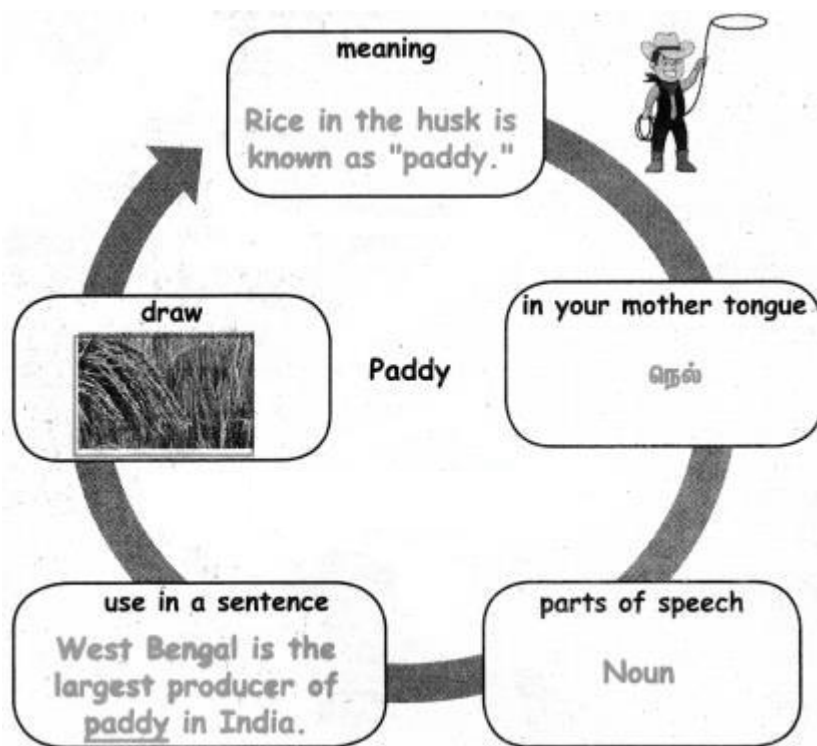 meaning
Rice in the husk is
known as "paddy."
draw
Paddy
in your mother tongue
நெல்
use in a sentence
West Bengal is the
largest producer of
paddy in India.
parts of speech
Noun